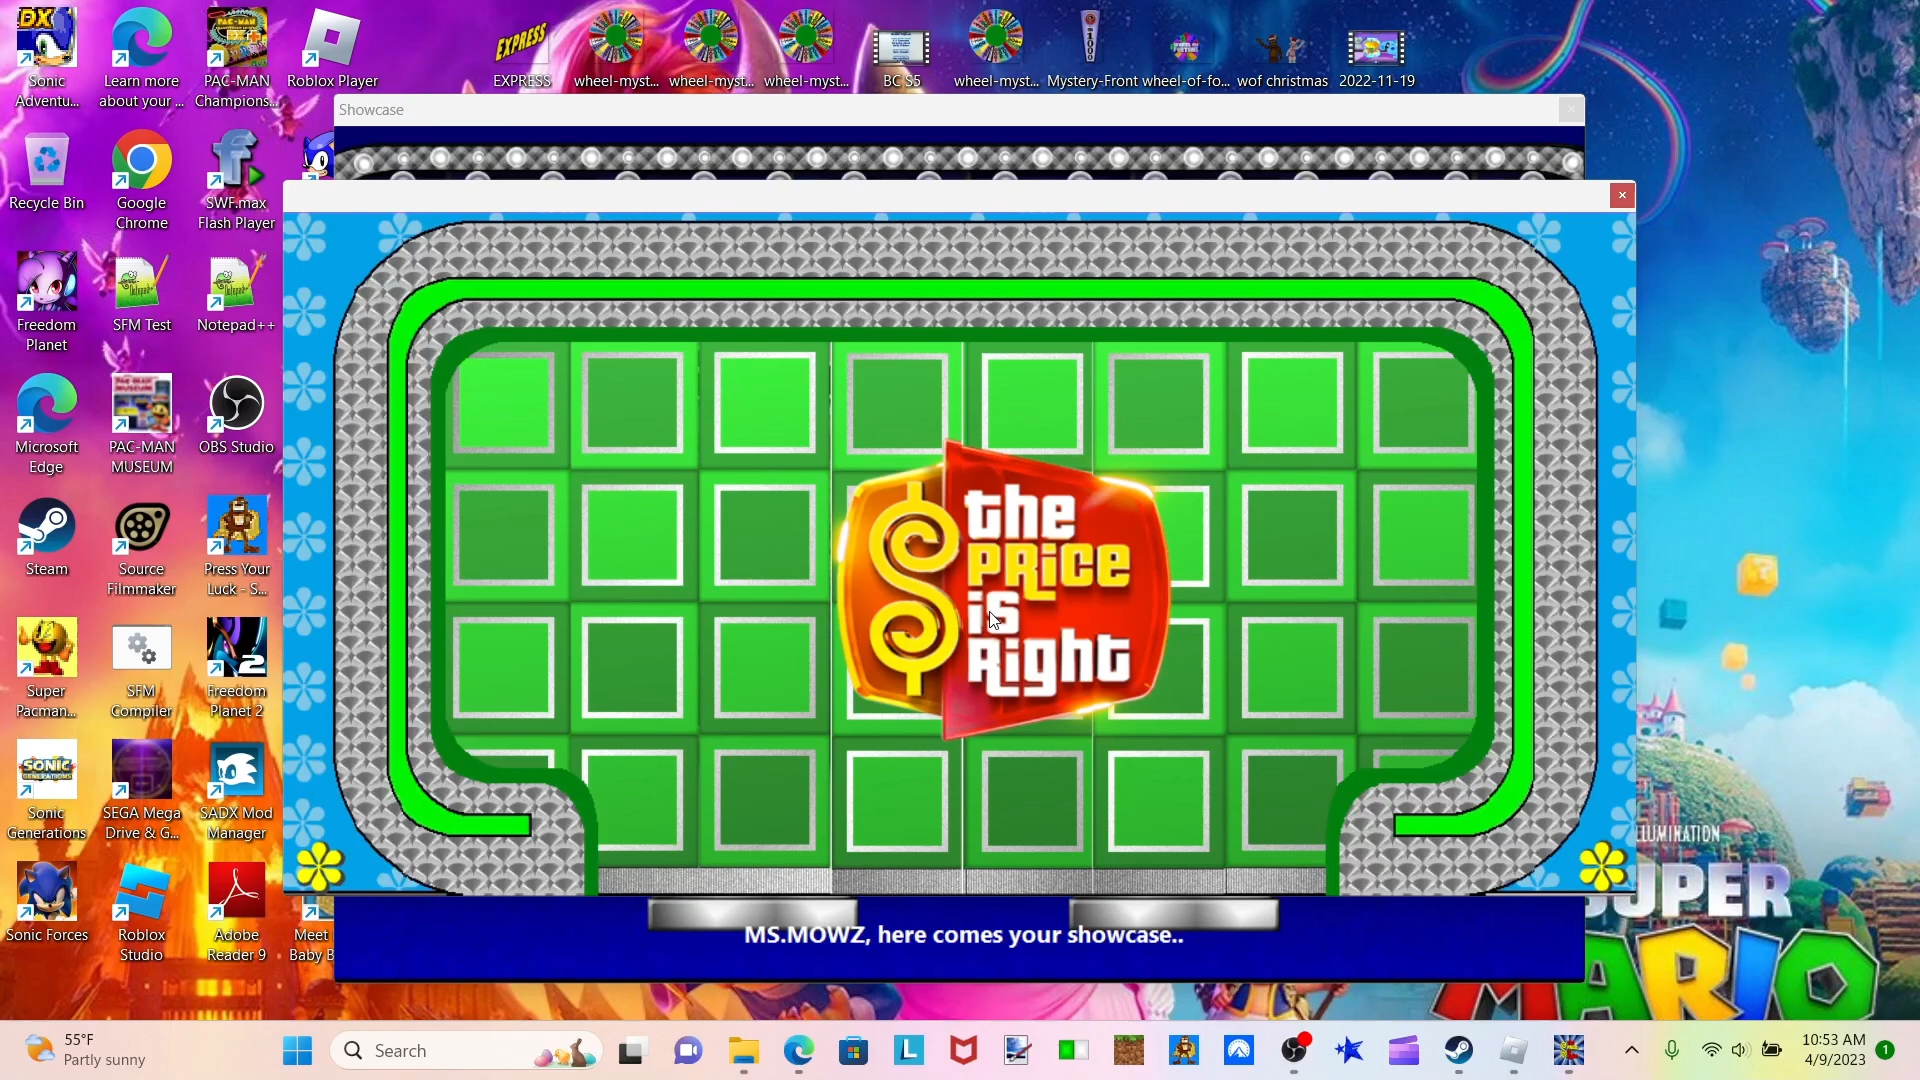 DX
Sonic Adventu...
Learn more about your ...
PAC-MAN Champions...
Roblox Player
EXPRESS
EXPRESS
wheel-myst...
wheel-myst...
wheel-myst...
BC S5
wheel-myst...
1000
Mystery-Front
wheel-of-fo...
wof christmas
2022-11-19
Showcase
Recycle Bin
Google Chrome
SWF.max Flash Player
Freedom Planet
SFM Test
Notepad++
Microsoft Edge
PAC-MAN MUSEUM
OBS Studio
the
PRice
is
Right
Steam
Source Filmmaker
Press Your Luck - S...
Super Pacman...
SFM Compiler
2
Freedom Planet 2
SONIC
GENERATIONS
Sonic Generations
SEGA Mega Drive & G...
SADX Mod Manager
ILLUMINATION
SUPER
MARIO
Sonic Forces
Roblox Studio
Adobe Reader 9
Meet
Baby B
MS.MOWZ, here comes your showcase..
55°F
Partly sunny
Search
L
10:53 AM
4/9/2023
1